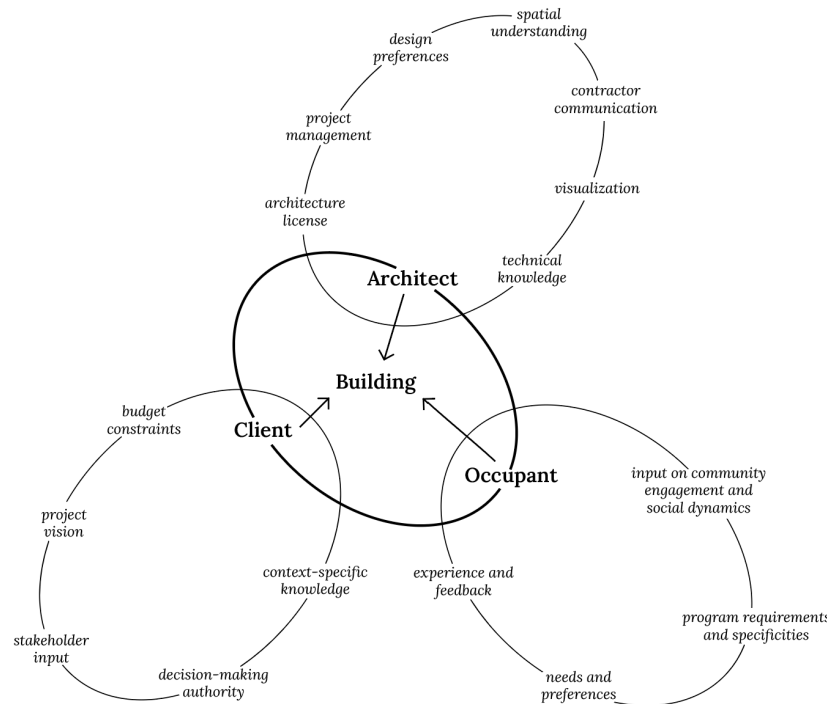 spatial
understanding
design
preferences
contractor
communication
project
management
visualization
architecture
license
technical
knowledge
Architect
Building
Client
Occupant
budget
constraints
project
vision
stakeholder
input
decision-making
authority
context-specific
knowledge
experience and
feedback
input on community
engagement and
social dynamics
program requirements
and specificities
needs and
preferences